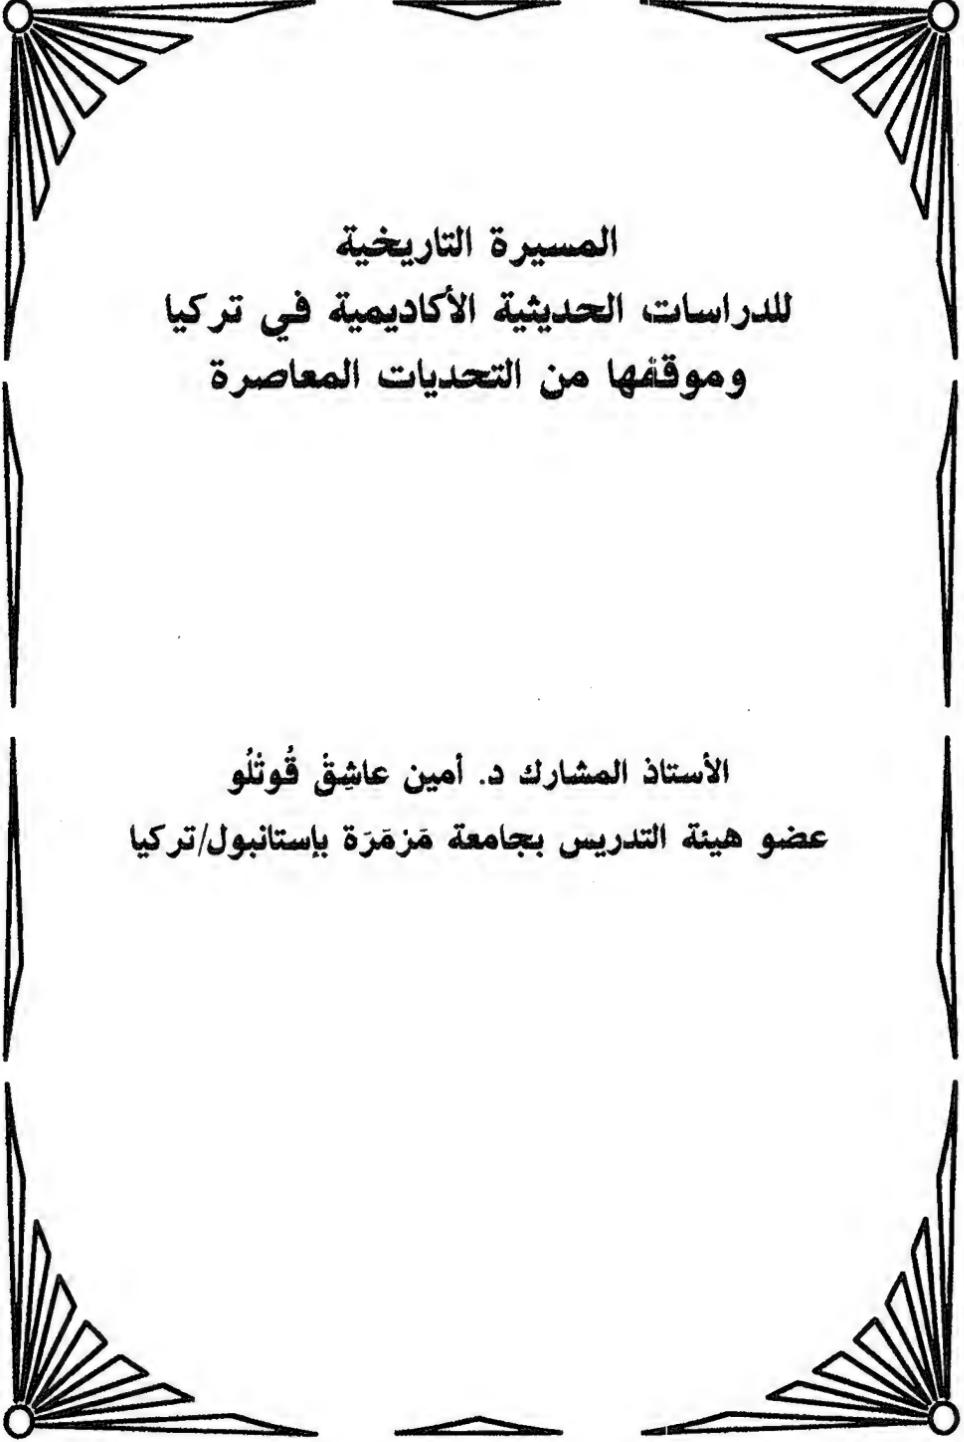 المسيرة التاريخية
للدراسات الحديثية الأكاديمية في تركيا
وموقفها من التحديات المعاصرة
الأستاذ المشارك د. أمين عاشِقْ قُوتْلُو
عضو هيئة التدريس بجامعة مَرمَرَة بإستانبول/تركيا